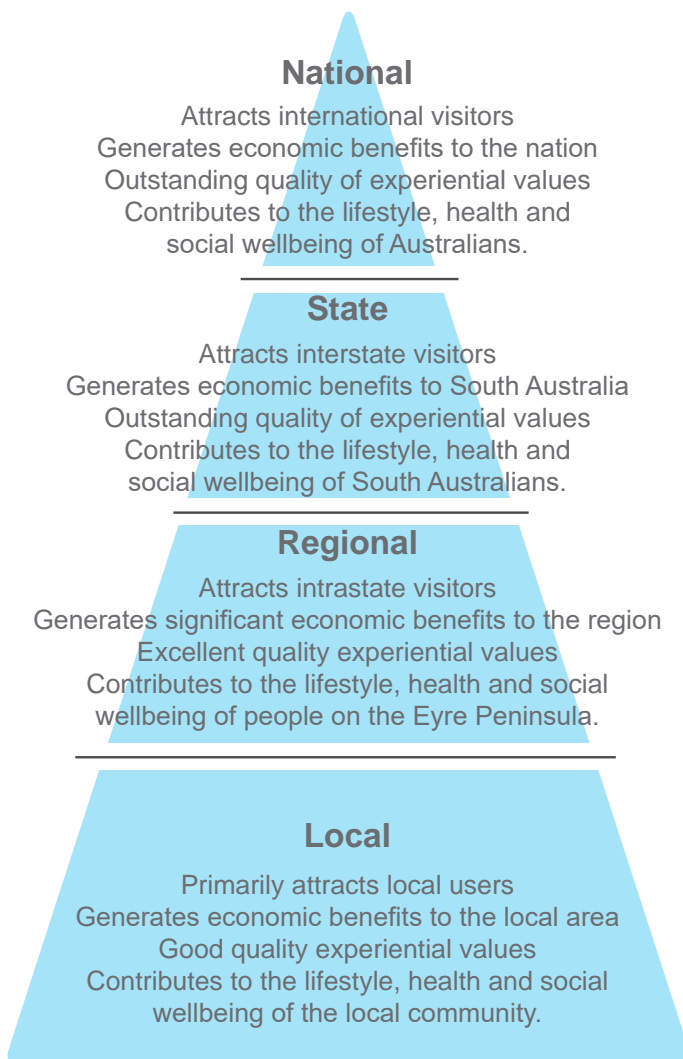 National
Attracts international visitors
Generates economic benefits to the nation
Outstanding quality of experiential values
Contributes to the lifestyle, health and
social wellbeing of Australians.
State
Attracts interstate visitors
Generates economic benefits to South Australia
Outstanding quality of experiential values
Contributes to the lifestyle, health and
social wellbeing of South Australians.
Regional
Attracts intrastate visitors
Generates significant economic benefits to the region
Excellent quality experiential values
Contributes to the lifestyle, health and social
wellbeing of people on the Eyre Peninsula.
Local
Primarily attracts local users
Generates economic benefits to the local area
Good quality experiential values
Contributes to the lifestyle, health and social
wellbeing of the local community.